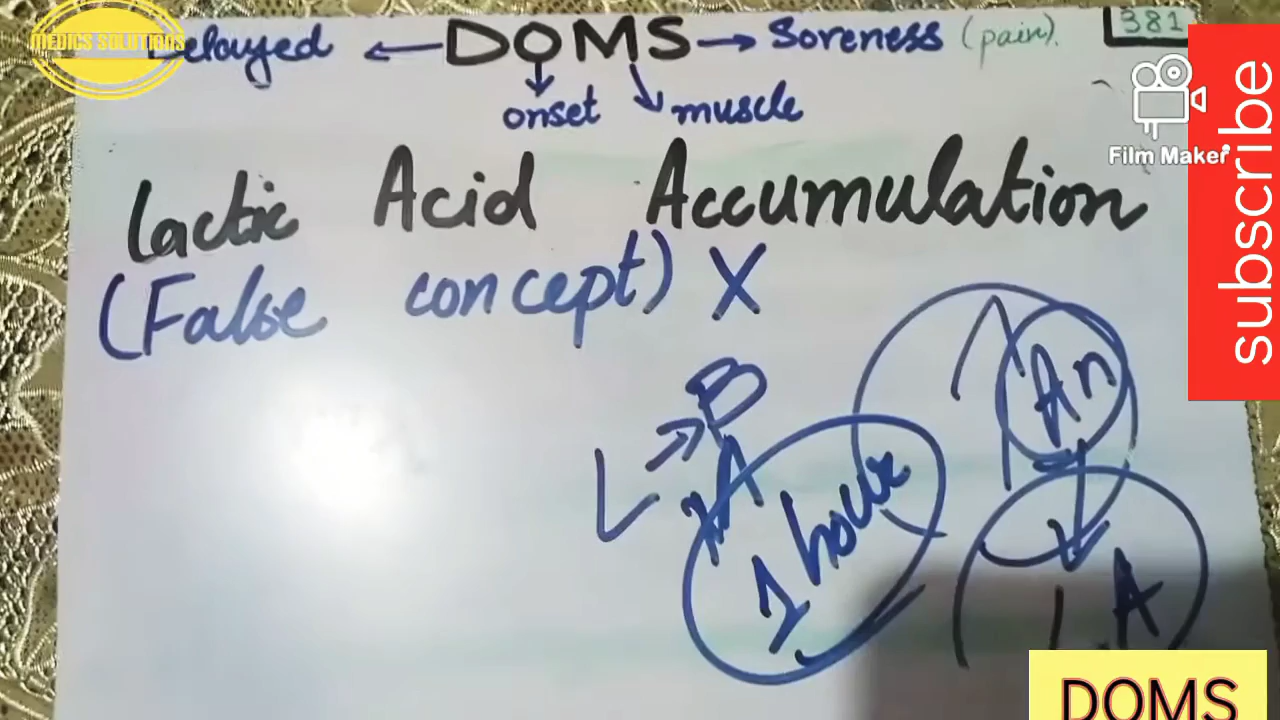 MEDICS SOLUTIONS
Delayed ← DOMS → Soreness (pain).
381
onset muscle
Film Maker
subscribe
Lactic Acid Accumulation
(False concept) X
An
B
L
1 hour
L.A
DOMS